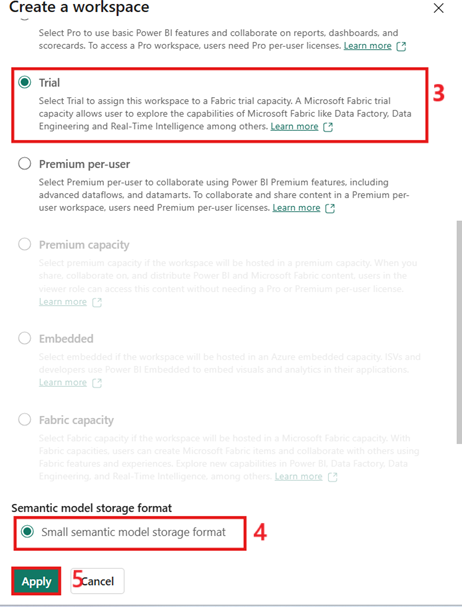 Create a workspace
Select Pro to use basic Power BI features and collaborate on reports, dashboards, and
scorecards. To access a Pro workspace, users need Pro per-user licenses. Learn more
Trial
3
Select Trial to assign this workspace to a Fabric trial capacity. A Microsoft Fabric trial
capacity allows user to explore the capabilities of Microsoft Fabric like Data Factory, Data
Engineering and Real-Time Intelligence among others. Learn more
Premium per-user
Select Premium per-user to collaborate using Power BI Premium features, including
advanced dataflows, and datamarts. To collaborate and share content in a Premium per-
user workspace, users need Premium per-user licenses. Learn more
Premium capacity
Select premium capacity if the workspace will be hosted in a premium capacity. When you
share, collaborate on, and distribute Power BI and Microsoft Fabric content, users in the
viewer role can access this content without needing a Pro or Premium per-user license.
Learn more
Embedded
Select embedded if the workspace will be hosted in an Azure embedded capacity. ISVs and
developers use Power BI Embedded to embed visuals and analytics in their applications.
Learn more
Fabric capacity
Select Fabric capacity if the workspace will be hosted in a Microsoft Fabric capacity. With
Fabric capacities, users can create Microsoft Fabric items and collaborate with others using
Fabric features and experiences. Explore new capabilities in Power BI, Data Factory, Data
Engineering, and Real-Time Intelligence, among others. Learn more
Semantic model storage format
Small semantic model storage format
4
Apply
5
Cancel